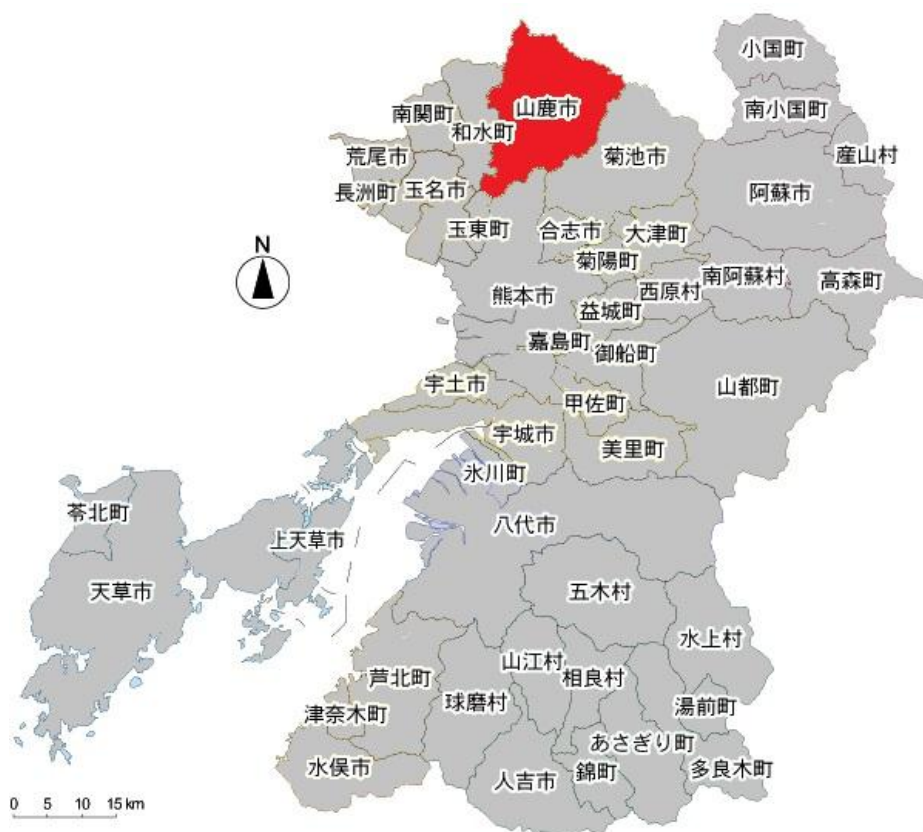 小国町
南小国町
産山村
山鹿市
南関町
和水町
菊池市
荒尾市
長洲町
玉名市
阿蘇市
玉東町
合志市
大津町
菊陽町
N
熊本市
西原村
南阿蘇村
高森町
益城町
嘉島町
御船町
山都町
宇土市
甲佐町
宇城市
美里町
氷川町
苓北町
上天草市
八代市
天草市
五木村
水上村
山江村
相良村
芦北町
球磨村
湯前町
津奈木町
あさぎり町
水俣市
人吉市
錦町
多良木町
0 5 10 15 km